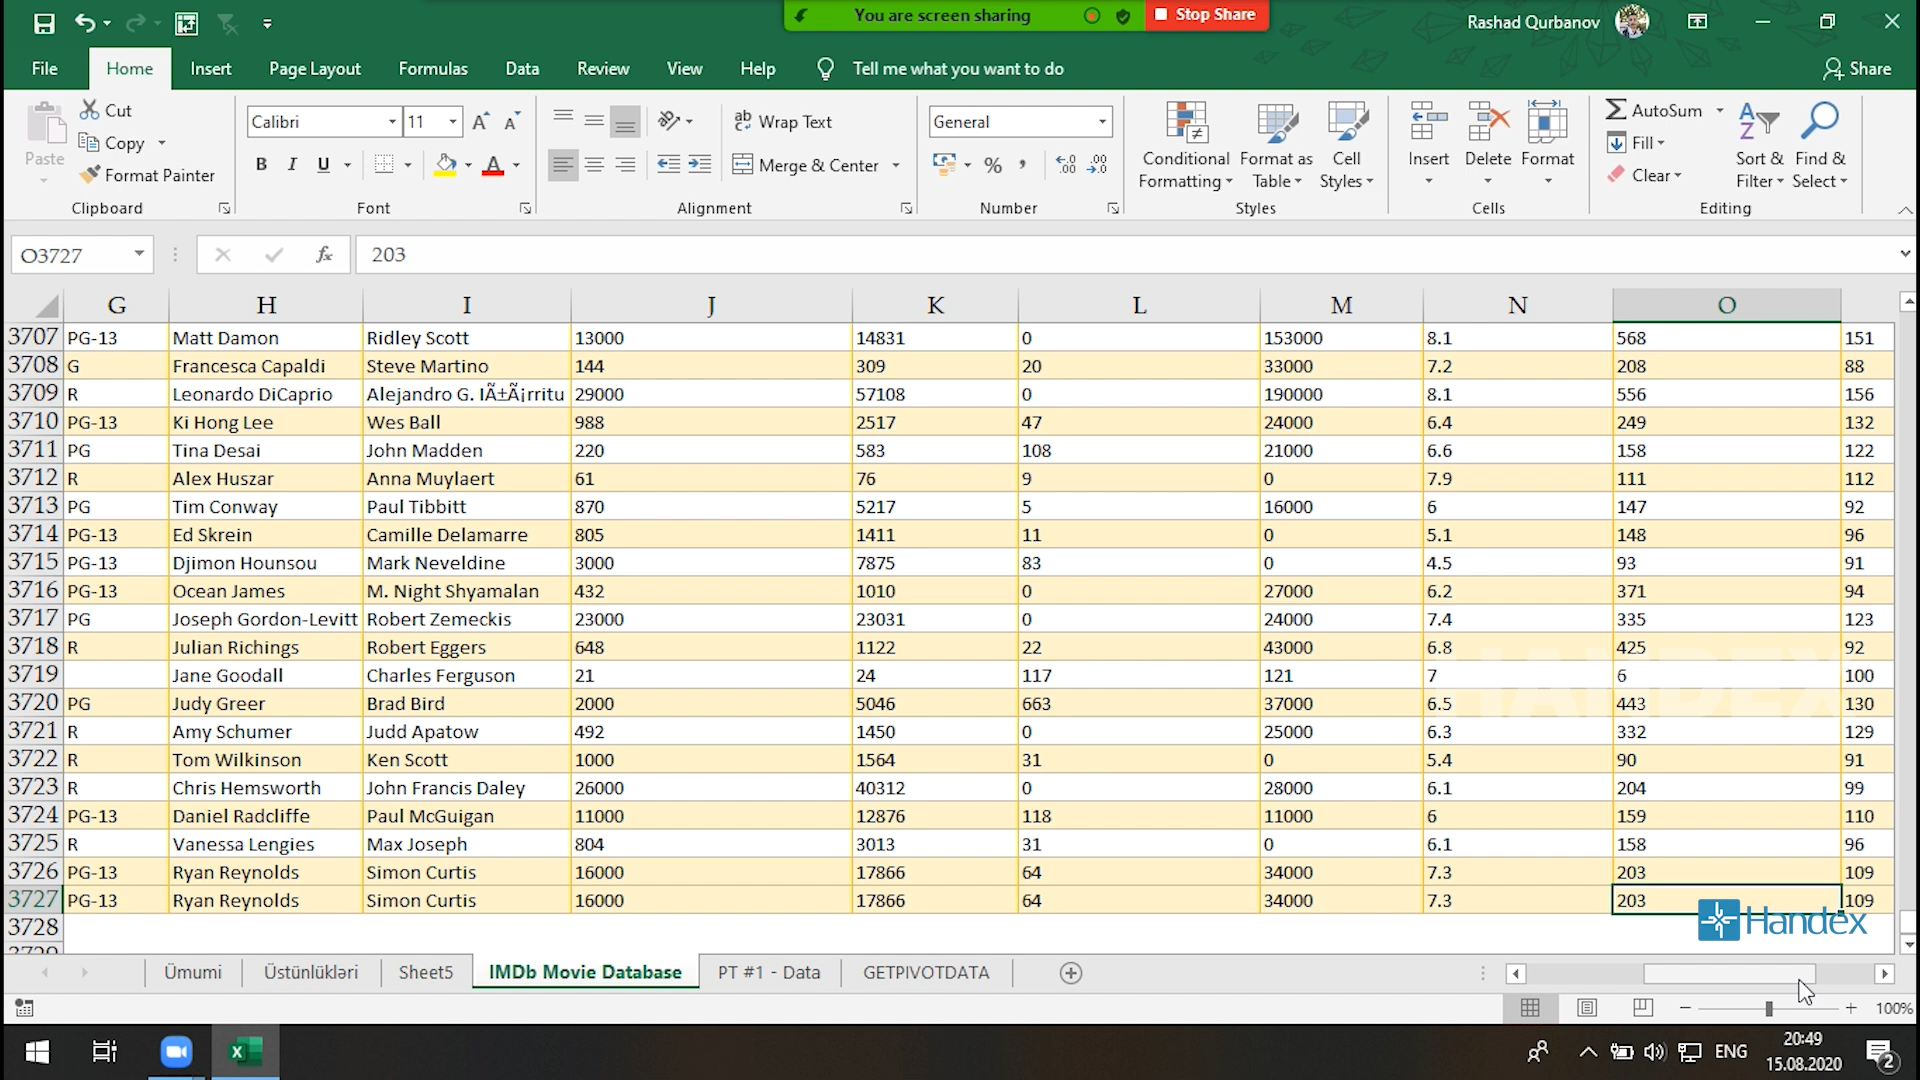 You are screen sharing
Stop Share
Rashad Qurbanov
File Home Insert Page Layout Formulas Data Review View Help Tell me what you want to do
Share
Paste
Cut
Copy
Format Painter
Clipboard
Calibri 11
B I U
Font
Wrap Text
Merge & Center
Alignment
General
%
Number
Conditional Formatting
Format as Table
Cell Styles
Styles
Insert
Delete
Format
Cells
AutoSum
Fill
Clear
Sort & Filter
Find & Select
Editing
O3727 fx 203
G H I J K L M N O
3707 PG-13 Matt Damon Ridley Scott 13000 14831 0 153000 8.1 568 151
3708 G Francesca Capaldi Steve Martino 144 309 20 33000 7.2 208 88
3709 R Leonardo DiCaprio Alejandro G. IÃ±Ã¡rritu 29000 57108 0 190000 8.1 556 156
3710 PG-13 Ki Hong Lee Wes Ball 988 2517 47 24000 6.4 249 132
3711 PG Tina Desai John Madden 220 583 108 21000 6.6 158 122
3712 R Alex Huszar Anna Muylaert 61 76 9 0 7.9 111 112
3713 PG Tim Conway Paul Tibbitt 870 5217 5 16000 6 147 92
3714 PG-13 Ed Skrein Camille Delamarre 805 1411 11 0 5.1 148 96
3715 PG-13 Djimon Hounsou Mark Neveldine 3000 7875 83 0 4.5 93 91
3716 PG-13 Ocean James M. Night Shyamalan 432 1010 0 27000 6.2 371 94
3717 PG Joseph Gordon-Levitt Robert Zemeckis 23000 23031 0 24000 7.4 335 123
3718 R Julian Richings Robert Eggers 648 1122 22 43000 6.8 425 92
3719 Jane Goodall Charles Ferguson 21 24 117 121 7 6 100
3720 PG Judy Greer Brad Bird 2000 5046 663 37000 6.5 443 130
3721 R Amy Schumer Judd Apatow 492 1450 0 25000 6.3 332 129
3722 R Tom Wilkinson Ken Scott 1000 1564 31 0 5.4 90 91
3723 R Chris Hemsworth John Francis Daley 26000 40312 0 28000 6.1 204 99
3724 PG-13 Daniel Radcliffe Paul McGuigan 11000 12876 118 11000 6 159 110
3725 R Vanessa Lengies Max Joseph 804 3013 31 0 6.1 158 96
3726 PG-13 Ryan Reynolds Simon Curtis 16000 17866 64 34000 7.3 203 109
3727 PG-13 Ryan Reynolds Simon Curtis 16000 17866 64 34000 7.3 203 109
3728
3729
HANDEX
Handex
Ümumi Üstünlükləri Sheet5 IMDb Movie Database PT #1 - Data GETPIVOTDATA
100%
ENG
20:49
15.08.2020
2